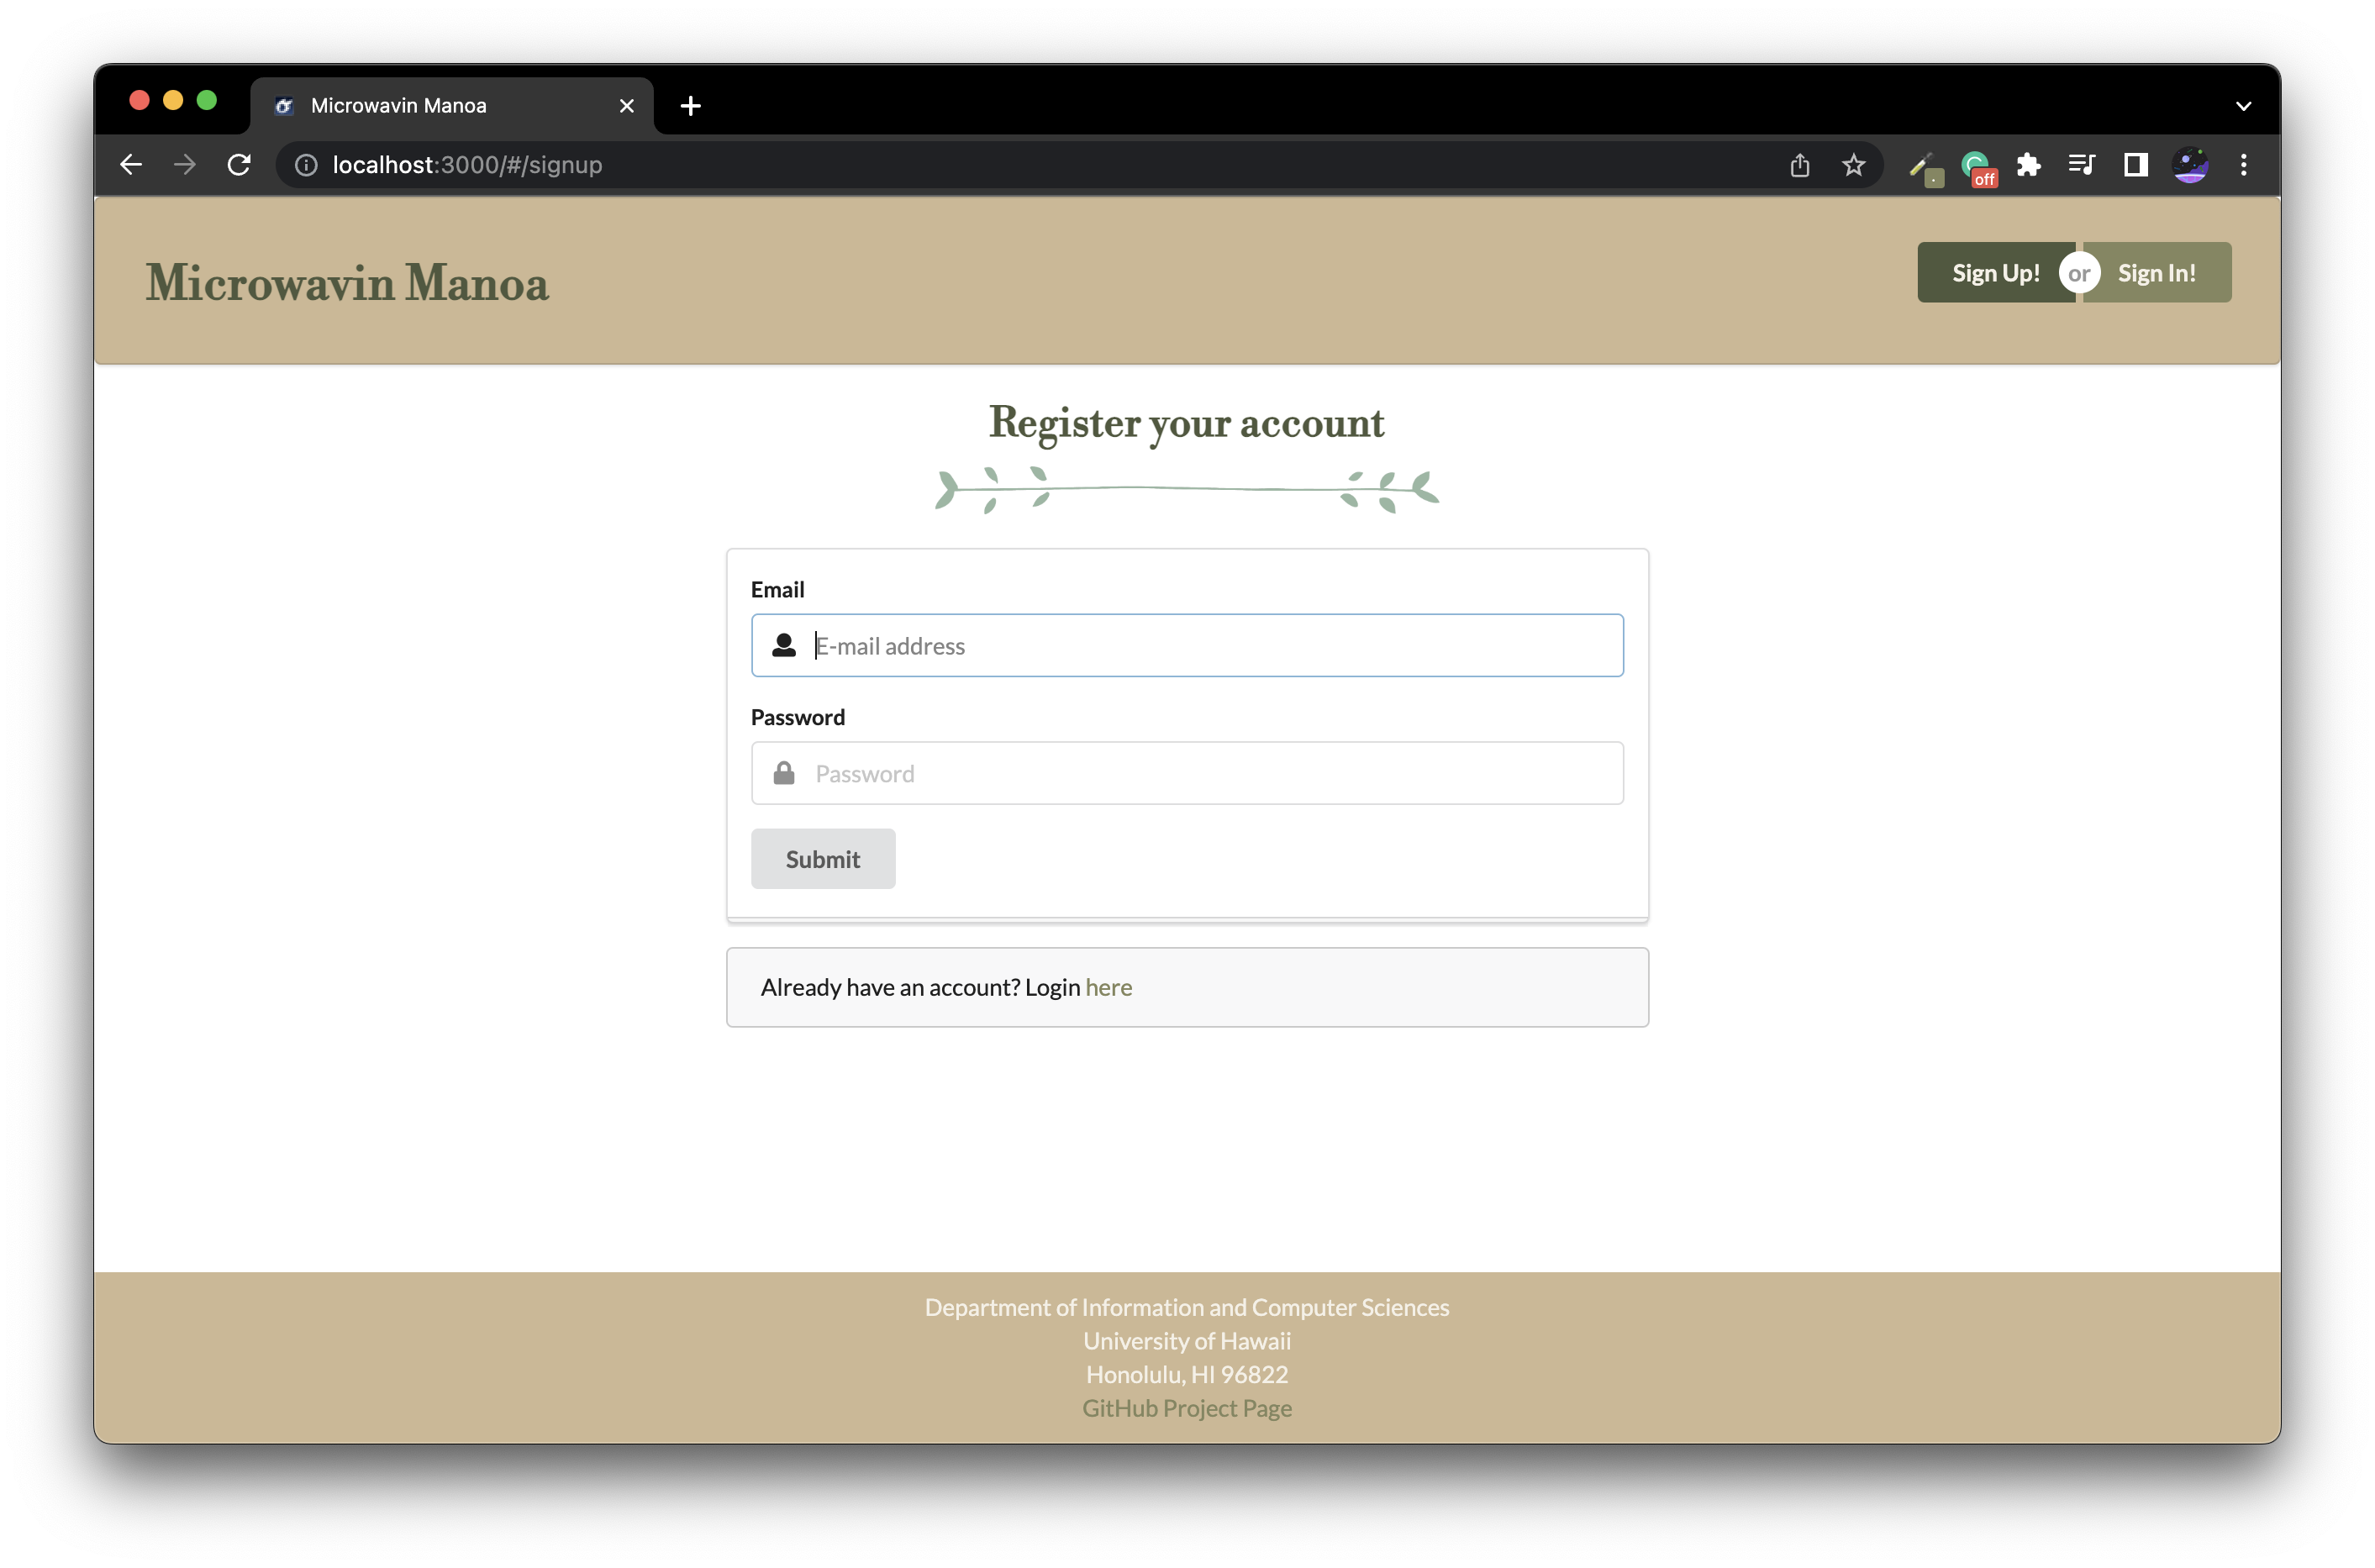 Microwavin Manoa
localhost:3000/#/signup
off
Microwavin Manoa
Sign Up! or Sign In!
Register your account
Email
E-mail address
Password
Password
Submit
Already have an account? Login here
Department of Information and Computer Sciences
University of Hawaii
Honolulu, HI 96822
GitHub Project Page